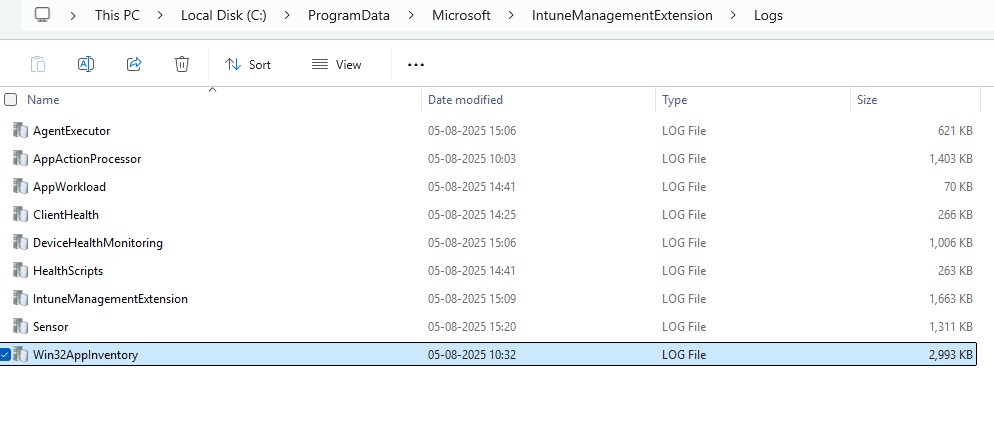 This PC > Local Disk (C:) > ProgramData > Microsoft > IntuneManagementExtension > Logs
Sort View
Name Date modified Type Size
AgentExecutor 05-08-2025 15:06 LOG File 621 KB
AppActionProcessor 05-08-2025 10:03 LOG File 1,403 KB
AppWorkload 05-08-2025 14:41 LOG File 70 KB
ClientHealth 05-08-2025 14:25 LOG File 266 KB
DeviceHealthMonitoring 05-08-2025 15:06 LOG File 1,006 KB
HealthScripts 05-08-2025 14:41 LOG File 263 KB
IntuneManagementExtension 05-08-2025 15:09 LOG File 1,663 KB
Sensor 05-08-2025 15:20 LOG File 1,311 KB
Win32AppInventory 05-08-2025 10:32 LOG File 2,993 KB